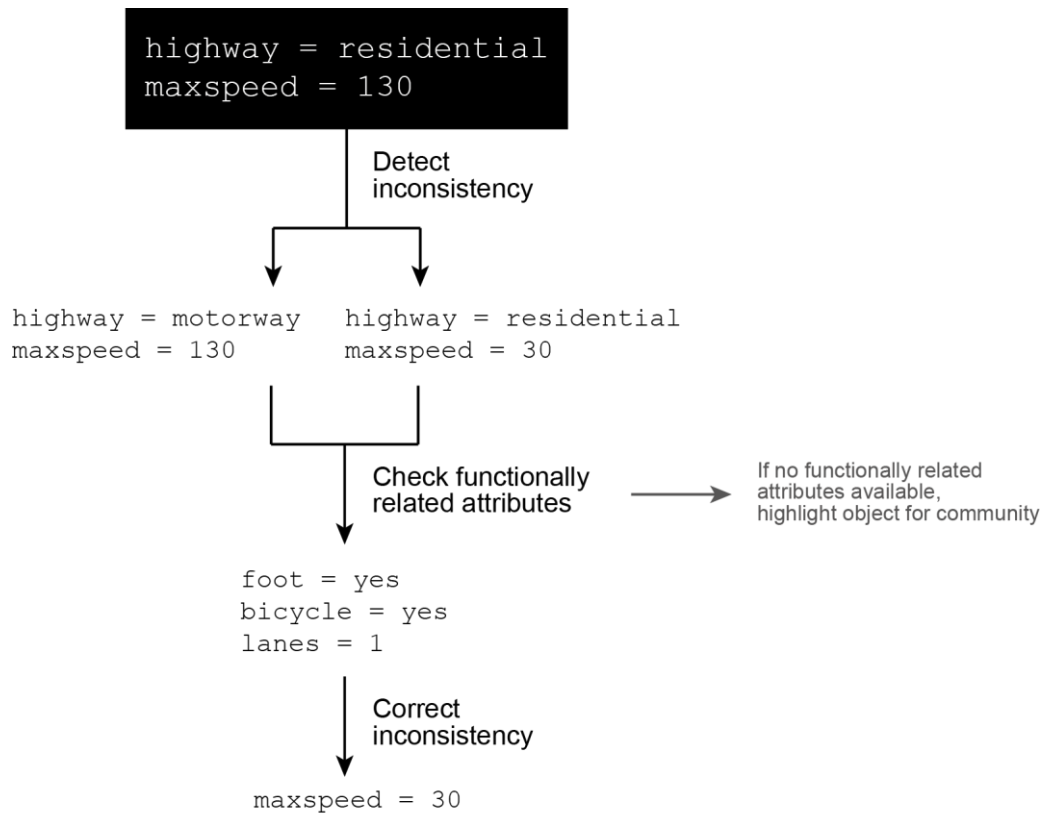 highway = residential
maxspeed = 130
Detect
inconsistency
highway = motorway
maxspeed = 130
highway = residential
maxspeed = 30
Check functionally
related attributes
If no functionally related
attributes available,
highlight object for community
foot = yes
bicycle = yes
lanes = 1
Correct
inconsistency
maxspeed = 30